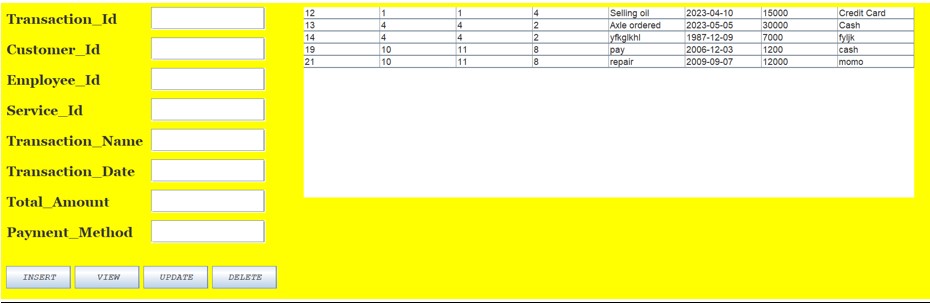 Transaction_Id
Customer_Id
Employee_Id
Service_Id
Transaction_Name
Transaction_Date
Total_Amount
Payment_Method
INSERT VIEW UPDATE DELETE
12 1 1 4 Selling oil 2023-04-10 15000 Credit Card
13 4 4 2 Axle ordered 2023-05-05 30000 Cash
14 4 4 2 yfkglkhl 1987-12-09 7000 fyljk
19 10 11 8 pay 2006-12-03 1200 cash
21 10 11 8 repair 2009-09-07 12000 momo